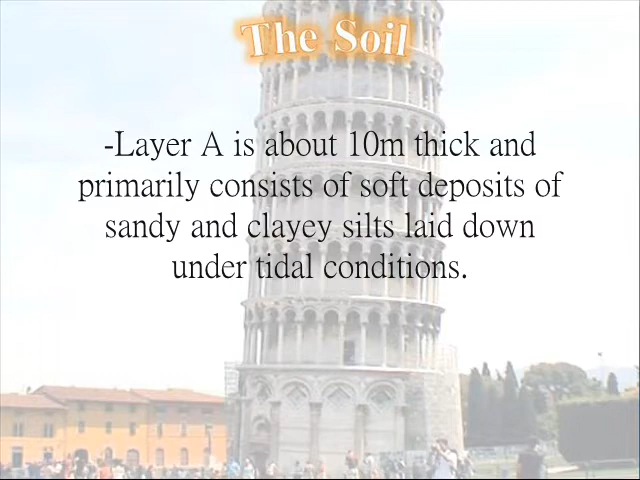 The Soil
-Layer A is about 10m thick and
primarily consists of soft deposits of
sandy and clayey silts laid down
under tidal conditions.